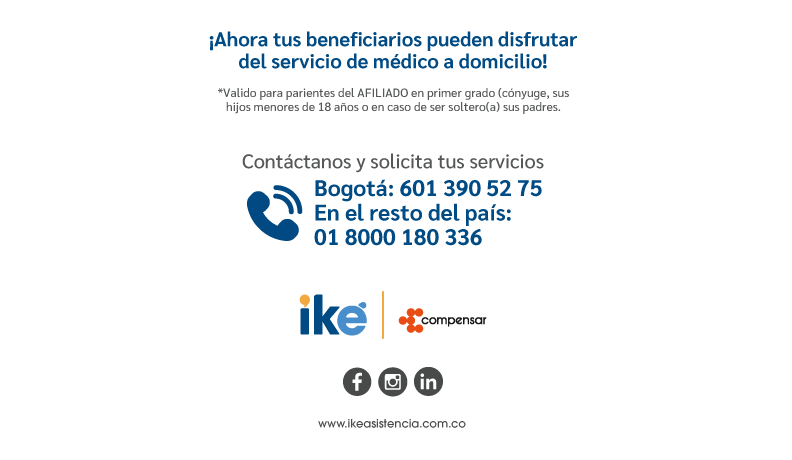 ¡Ahora tus beneficiarios pueden disfrutar
del servicio de médico a domicilio!
*Valido para parientes del AFILIADO en primer grado (cónyuge, sus
hijos menores de 18 años o en caso de ser soltero(a) sus padres.
Contáctanos y solicita tus servicios
Bogotá: 601 390 52 75
En el resto del país:
01 8000 180 336
iké
compensar
www.ikeasistencia.com.co